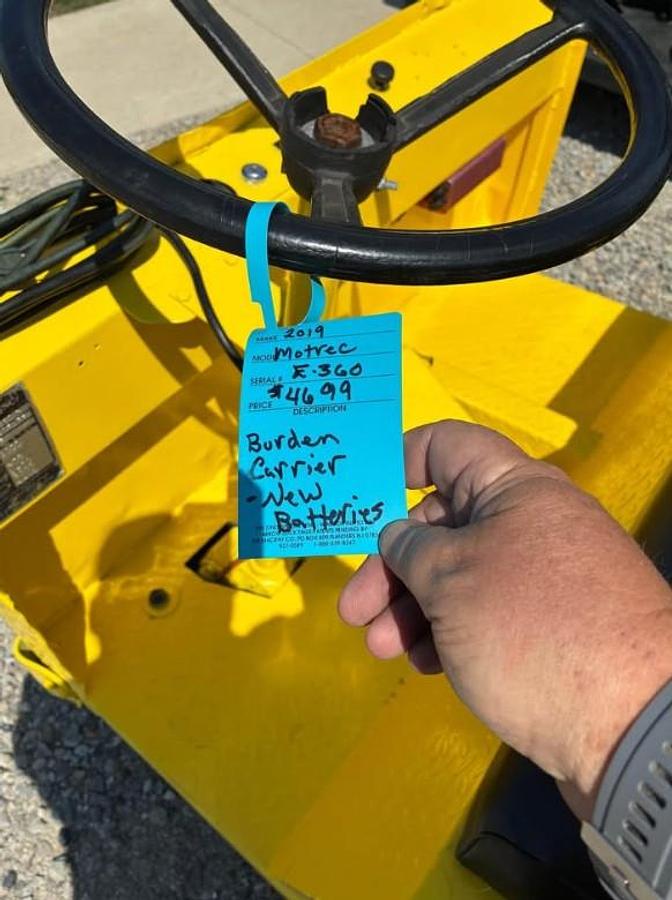 2019
MODEL Motrec
SERIAL # E-360
PRICE $4699
DESCRIPTION
Burden
Carrier
-New
Batteries